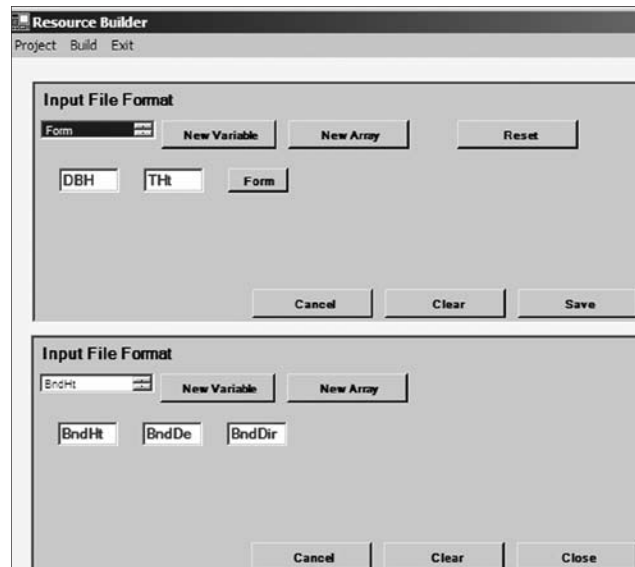 Resource Builder
Project Build Exit
Input File Format
Form New Variable New Array Reset
DBH THt Form
Cancel Clear Save
Input File Format
BndHt New Variable New Array
BndHt BndDe BndDir
Cancel Clear Close